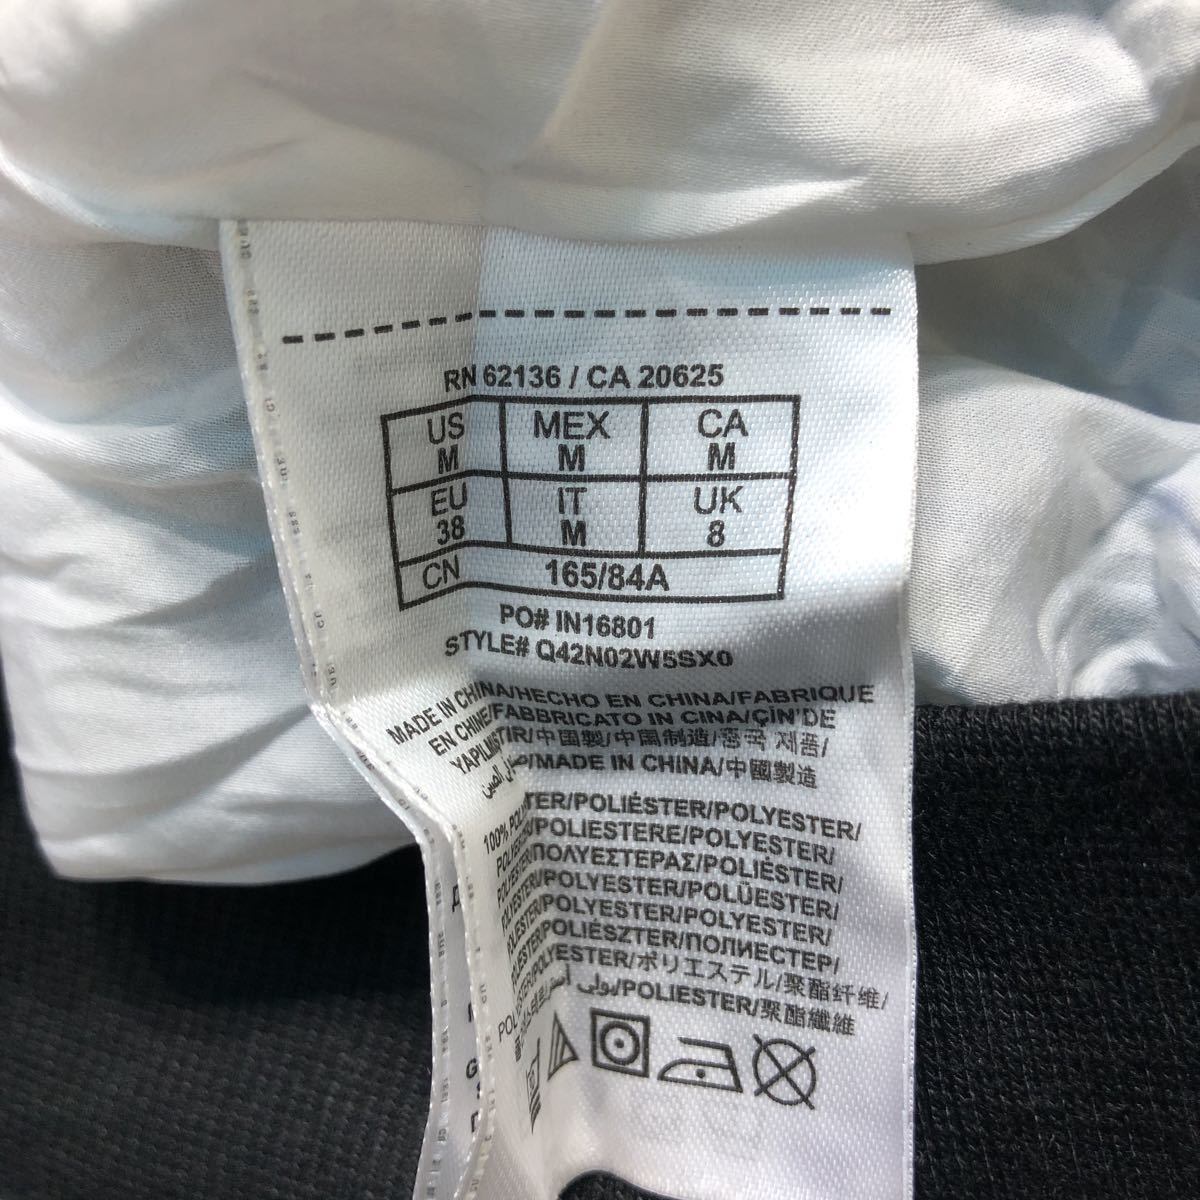 RN 62136 / CA 20625
US MEX CA
M M M
EU IT UK
38 M 8
CN 165/84A
PO# IN16801
STYLE# Q42N02W5SX0
MADE IN CHINA/HECHO EN CHINA/FABRIQUE
EN CHINE/FABBRICATO IN CINA/ÇİN'DE
中国製/中国制造/중국 제품/
/MADE IN CHINA/中國製造
100% /POLIÉSTER/POLYESTER/
/POLIESTERE/POLYESTER/
/ΠΟΛΥΕΣΤΕΡΑΣ/POLIÉSTER/
/POLYESTER/POLÜESTER/
POLYESTER/POLYESTER/
/POLIÉSZTER/ПОЛИЕСТЕР/
POLYESTER/ポリエステル/聚酯纤维/
/POLIESTER/聚酯纖維